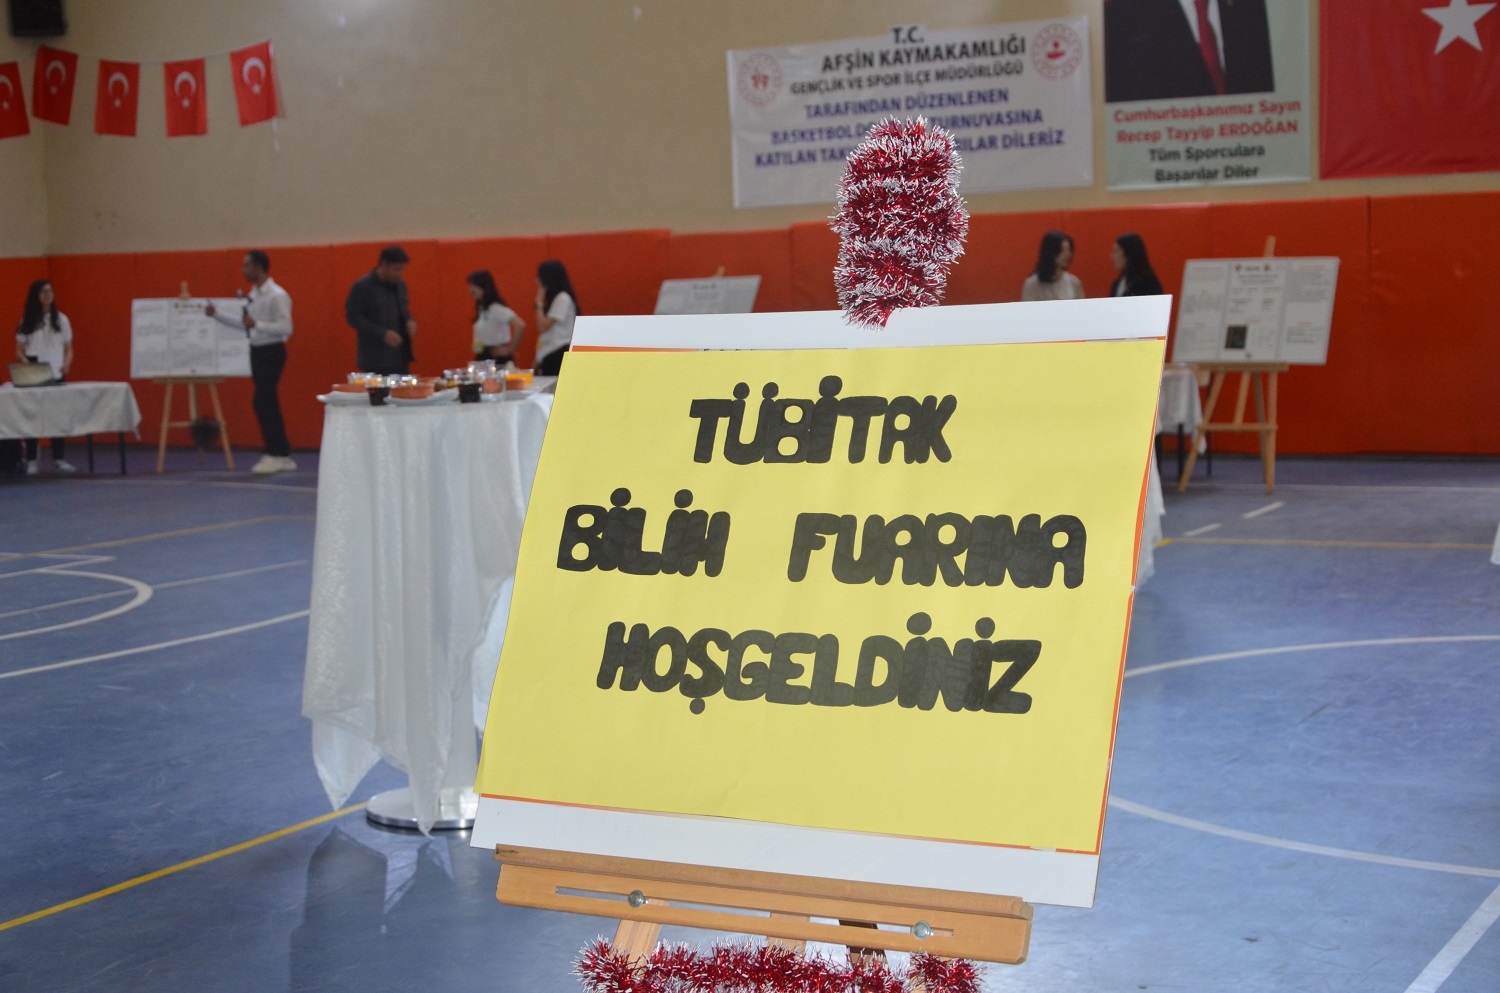 T.C.
AFŞİN KAYMAKAMLIĞI
GENÇLİK VE SPOR İLÇE MÜDÜRLÜĞÜ
TARAFINDAN DÜZENLENEN
BASKETBOL TURNUVASINA
KATILAN DİLERİZ
Cumhurbaşkanımız Sayın
Recep Tayyip ERDOĞAN
Tüm Sporculara
Başarılar Diler
TÜBİTAK
BİLİM FUARINA
HOŞGELDİNİZ